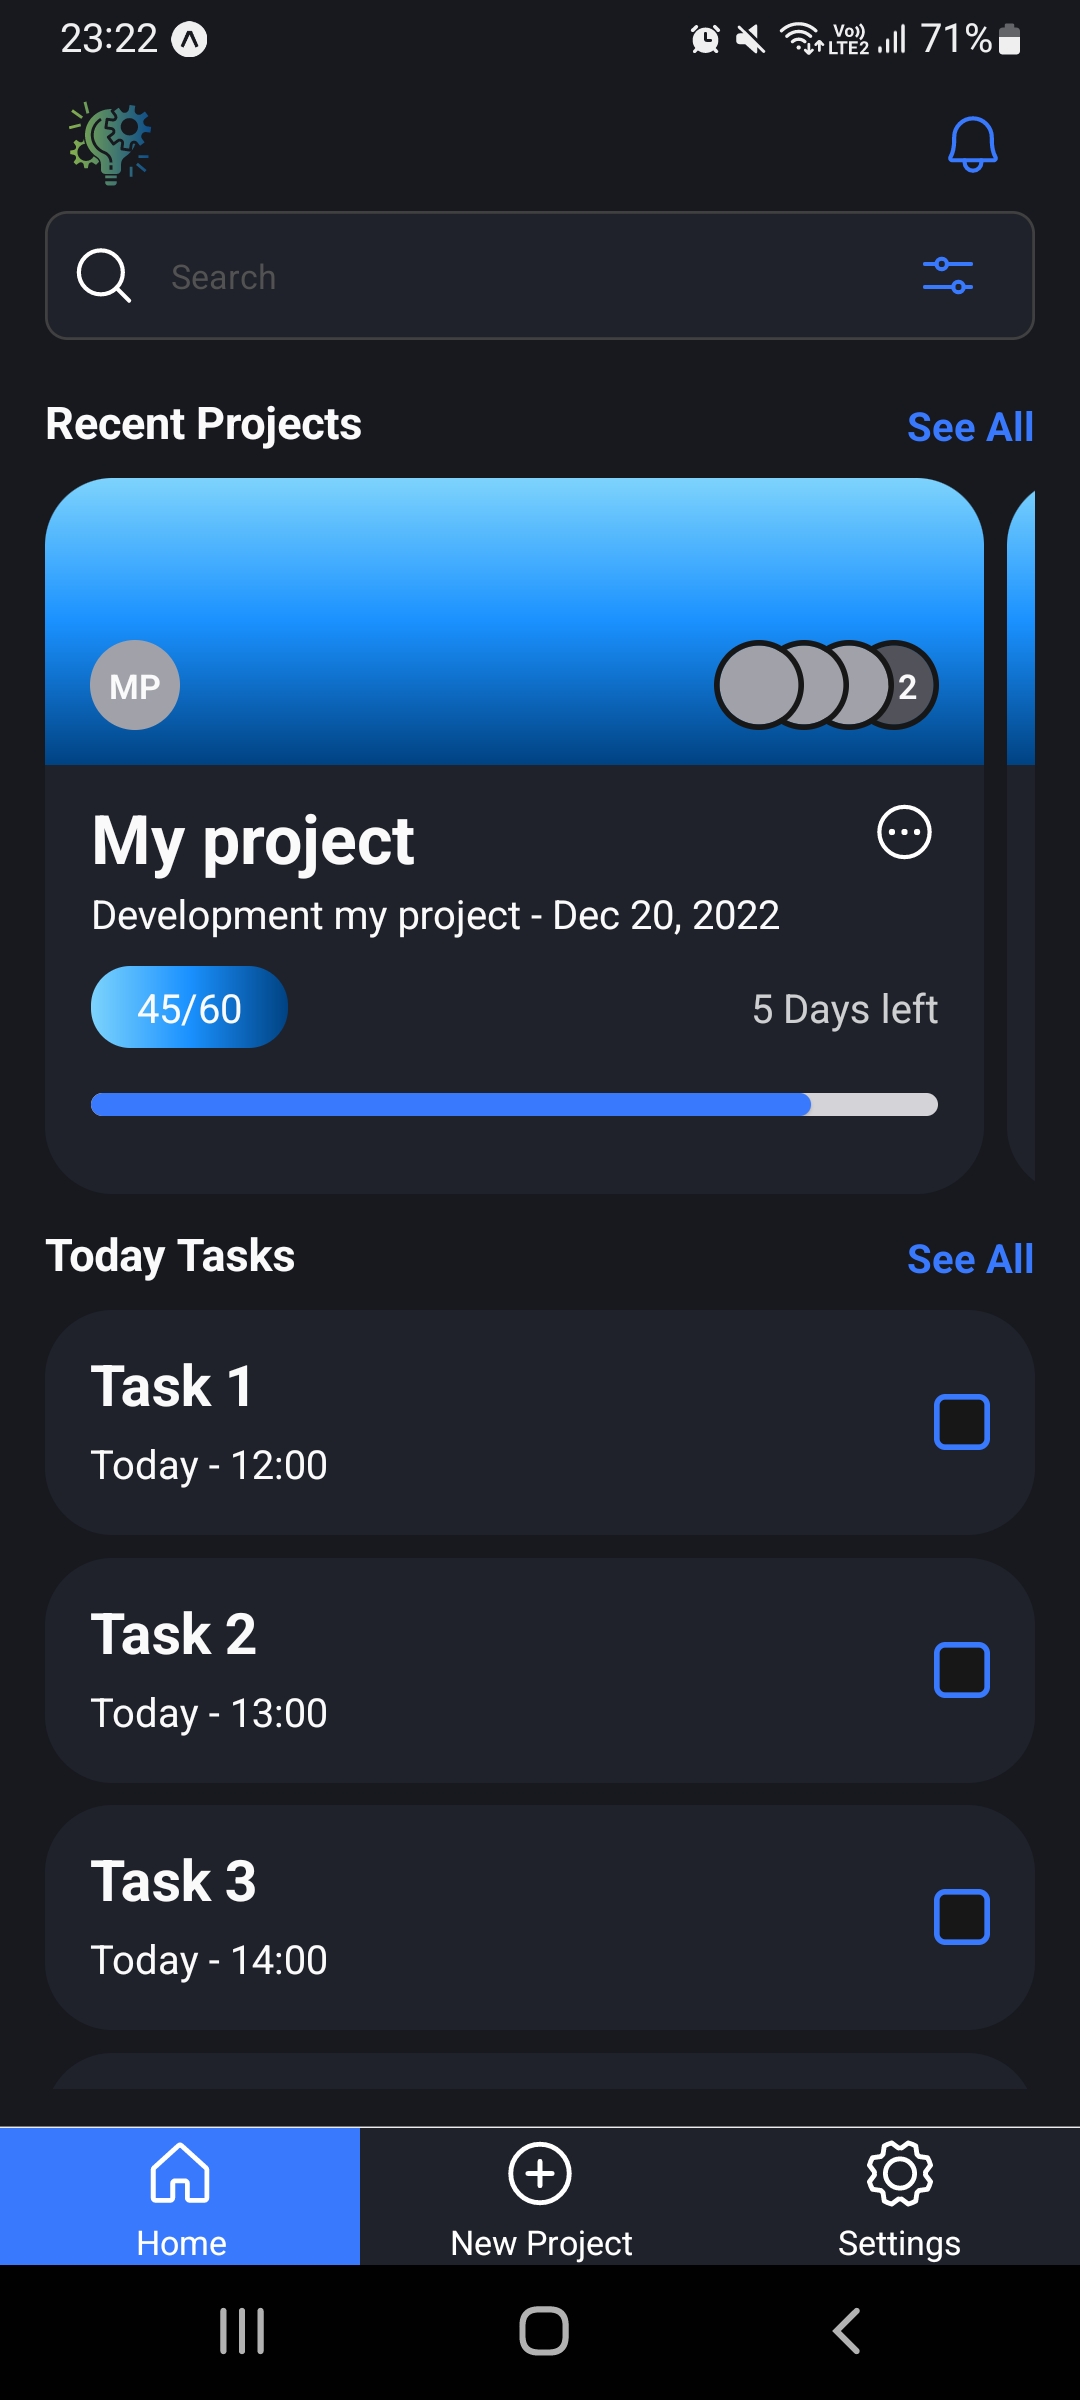 23:22 Vo)) LTE2 71%
Search
Recent Projects See All
MP 2
My project
Development my project - Dec 20, 2022
45/60 5 Days left
Today Tasks See All
Task 1
Today - 12:00
Task 2
Today - 13:00
Task 3
Today - 14:00
Home New Project Settings